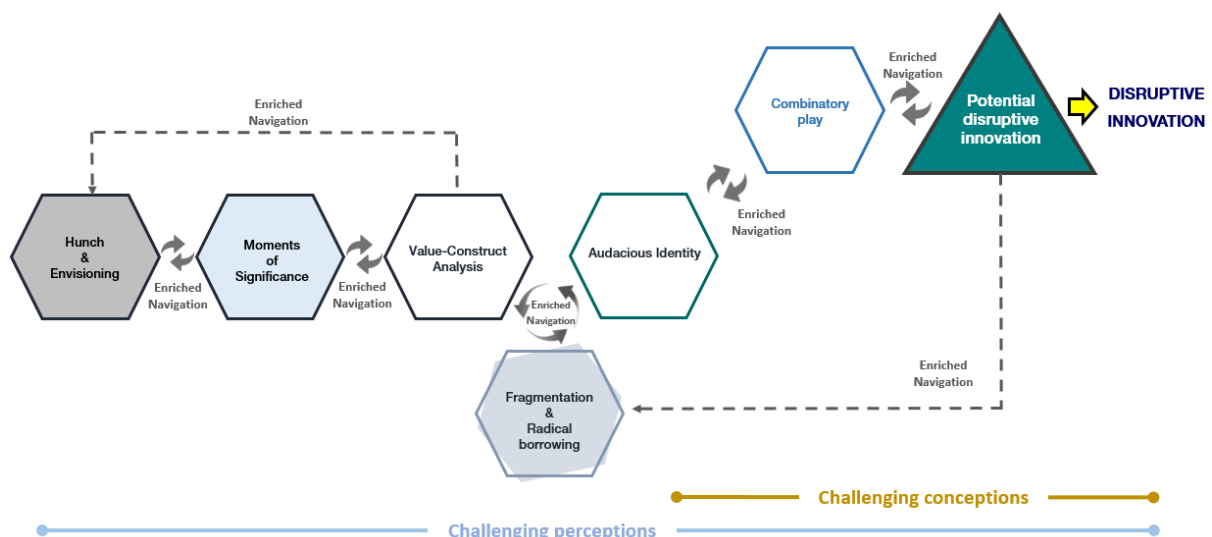 Enriched
Navigation
Hunch
&
Envisioning
Enriched
Navigation
Moments
of
Significance
Enriched
Navigation
Value-Construct
Analysis
Enriched
Navigation
Fragmentation
&
Radical
borrowing
Audacious Identity
Enriched
Navigation
Combinatory
play
Enriched
Navigation
Potential
disruptive
innovation
DISRUPTIVE
INNOVATION
Enriched
Navigation
Challenging conceptions
Challenging perceptions